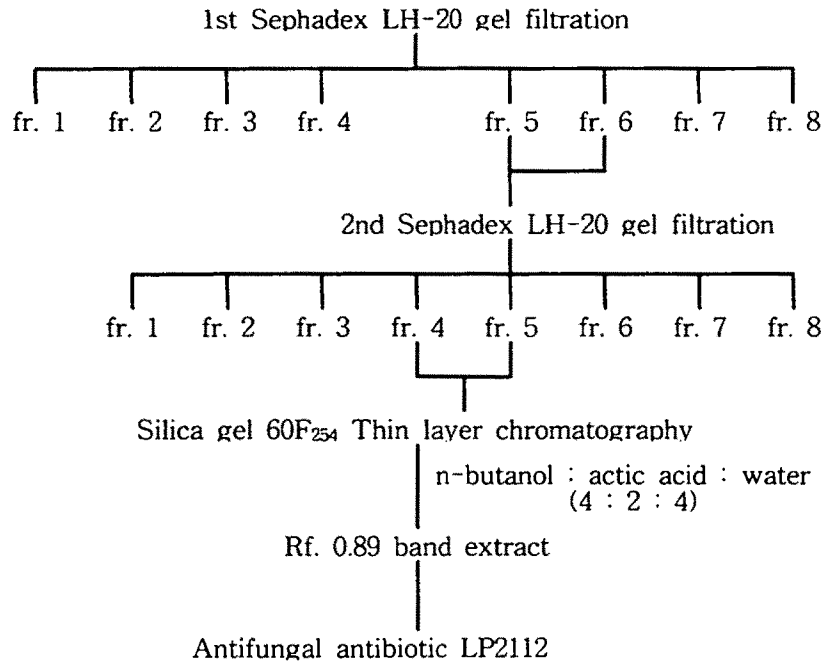 1st Sephadex LH-20 gel filtration
fr. 1 fr. 2 fr. 3 fr. 4 fr. 5 fr. 6 fr. 7 fr. 8
2nd Sephadex LH-20 gel filtration
fr. 1 fr. 2 fr. 3 fr. 4 fr. 5 fr. 6 fr. 7 fr. 8
Silica gel 60F₂₅₄ Thin layer chromatography
n-butanol : actic acid : water
(4 : 2 : 4)
Rf. 0.89 band extract
Antifungal antibiotic LP2112